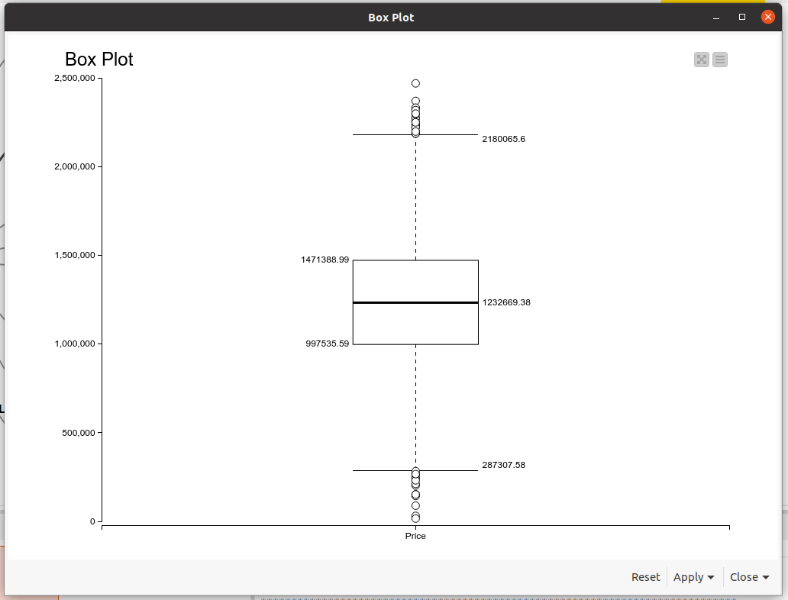 Box Plot
Box Plot
2,500,000
2180065.6
2,000,000
1,500,000
1471388.99
1232669.38
1,000,000
997535.59
500,000
287307.58
0
Price
Reset Apply Close